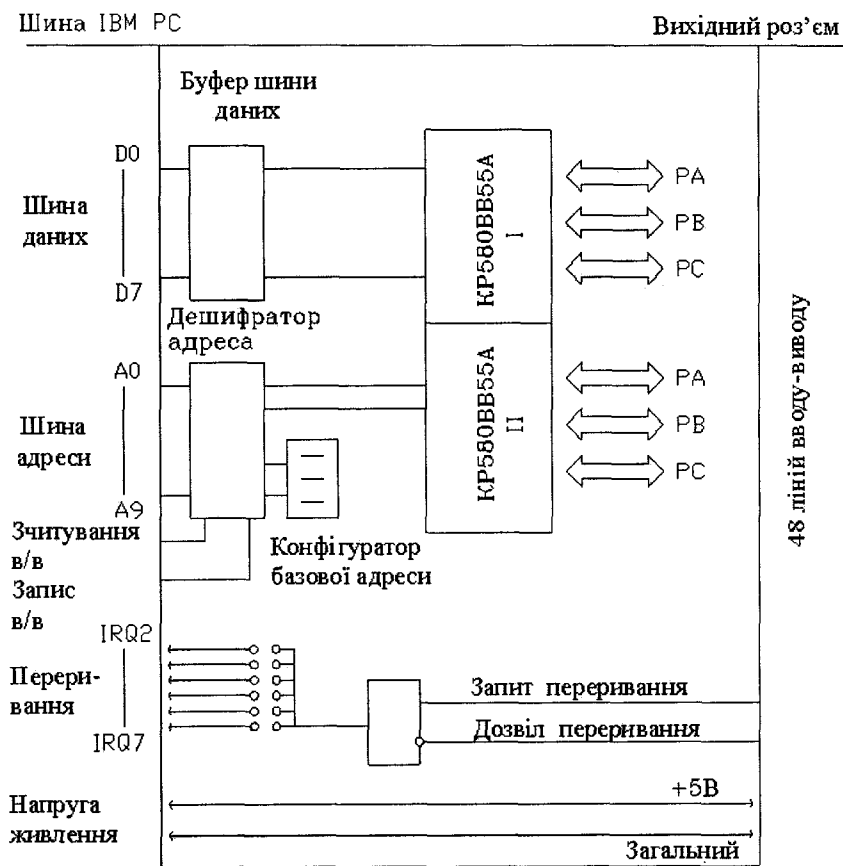 Шина IBM PC
Вихідний роз’єм
Буфер шини
даних
D0
Шина
даних
D7
КР580ВВ55А
I
PA
PB
PC
Дешифратор
адреса
A0
Шина
адреси
A9
КР580ВВ55А
II
PA
PB
PC
48 ліній вводу-виводу
Зчитування
в/в
Запис
в/в
Конфігуратор
базової адреси
IRQ2
Перери-
вання
IRQ7
Запит переривання
Дозвіл переривання
Напруга
живлення
+5В
Загальний